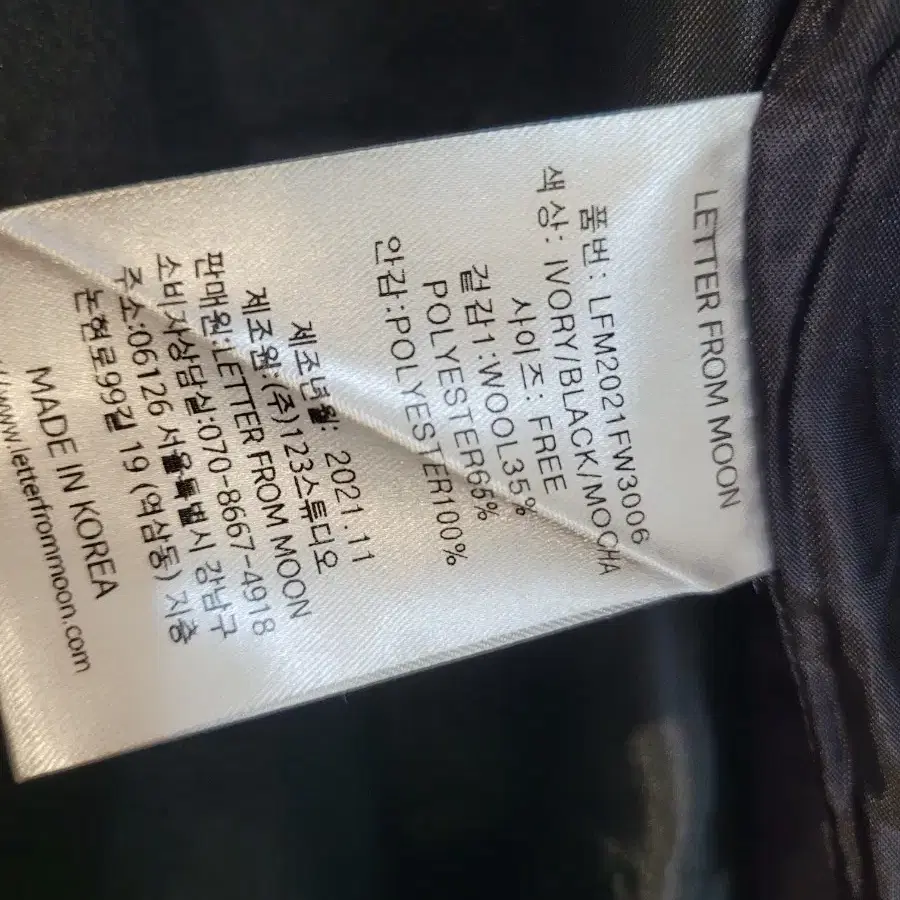 LETTER FROM MOON
품번: LFM2021FW3006
색상: IVORY/BLACK/MOCHA
사이즈: FREE
겉감1:WOOL35%
POLYESTER65%
안감:POLYESTER100%
제조년월: 2021.11
제조원:(주)123스튜디오
판매원:LETTER FROM MOON
소비자상담실:070-8667-4918
주소:06126 서울특별시 강남구
논현로99길 19 (역삼동) 지층
MADE IN KOREA
//www.letterfrommoon.com